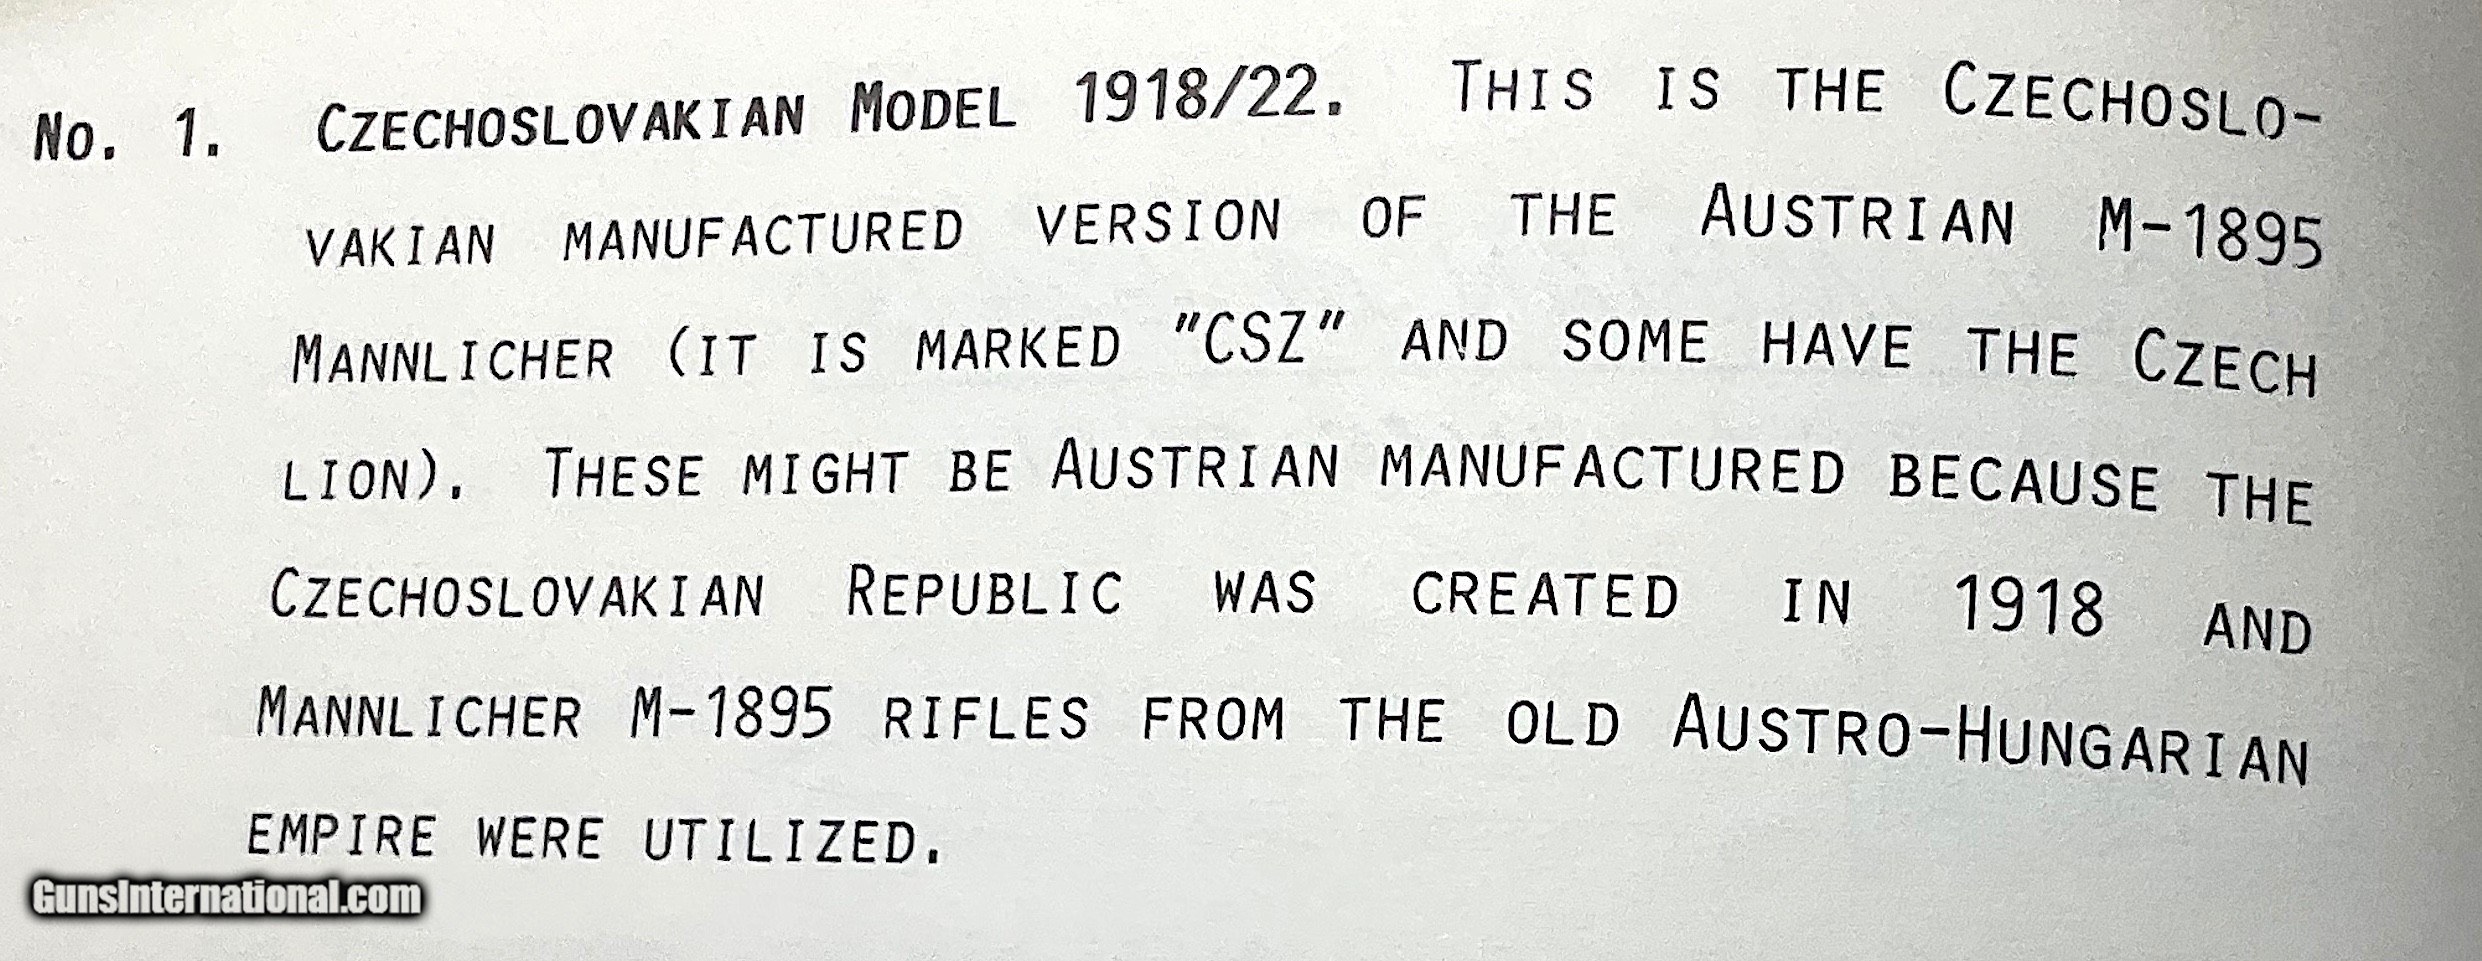 No. 1. Czechoslovakian Model 1918/22. This is the Czechoslo-
vakian manufactured version of the Austrian M-1895
Mannlicher (it is marked "CSZ" and some have the Czech
lion). These might be Austrian manufactured because the
Czechoslovakian Republic was created in 1918 and
Mannlicher M-1895 rifles from the old Austro-Hungarian
empire were utilized.
GunsInternational.com